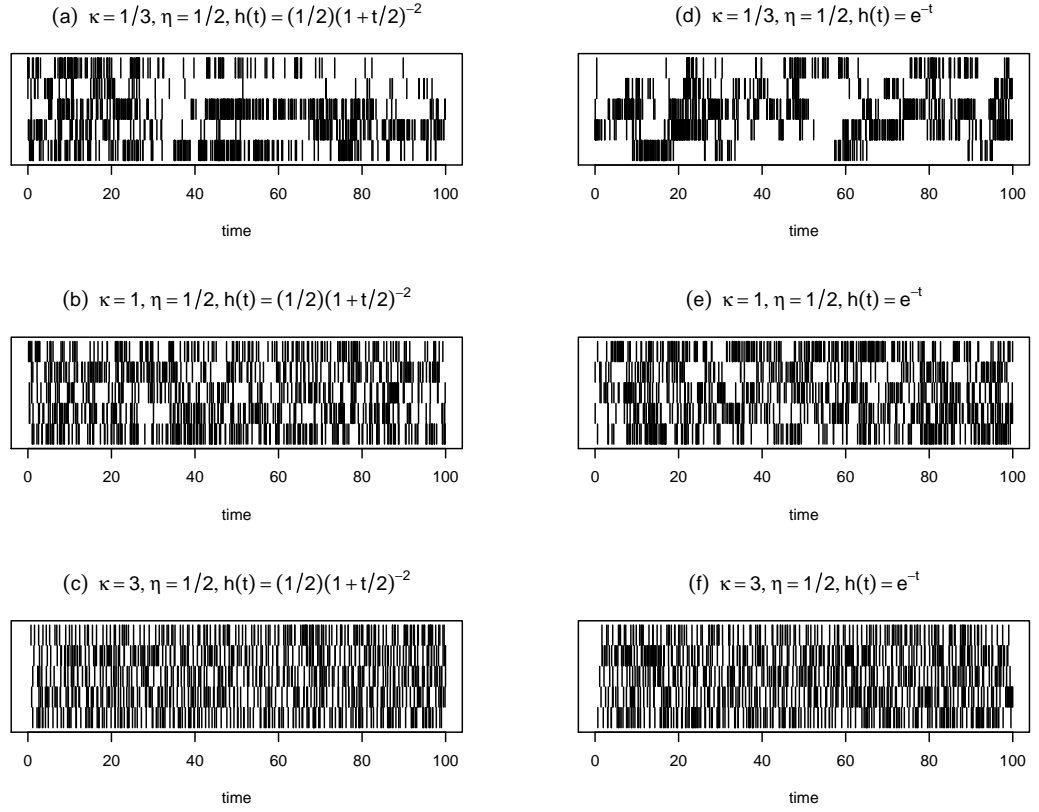 (a) κ = 1/3, η = 1/2, h(t) = (1/2)(1 + t/2)⁻²
0 20 40 60 80 100
time
(b) κ = 1, η = 1/2, h(t) = (1/2)(1 + t/2)⁻²
0 20 40 60 80 100
time
(c) κ = 3, η = 1/2, h(t) = (1/2)(1 + t/2)⁻²
0 20 40 60 80 100
time
(d) κ = 1/3, η = 1/2, h(t) = e⁻ᵗ
0 20 40 60 80 100
time
(e) κ = 1, η = 1/2, h(t) = e⁻ᵗ
0 20 40 60 80 100
time
(f) κ = 3, η = 1/2, h(t) = e⁻ᵗ
0 20 40 60 80 100
time